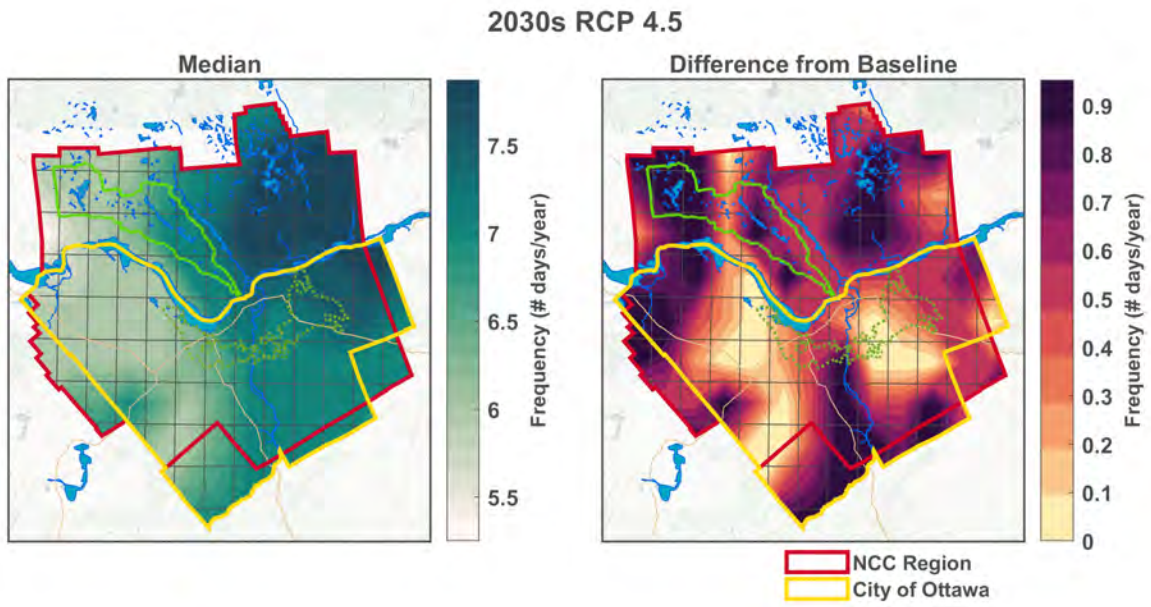 2030s RCP 4.5
Median
Difference from Baseline
7.5
7
6.5
6
5.5
Frequency (# days/year)
0.9
0.8
0.7
0.6
0.5
0.4
0.3
0.2
0.1
0
Frequency (# days/year)
NCC Region
City of Ottawa